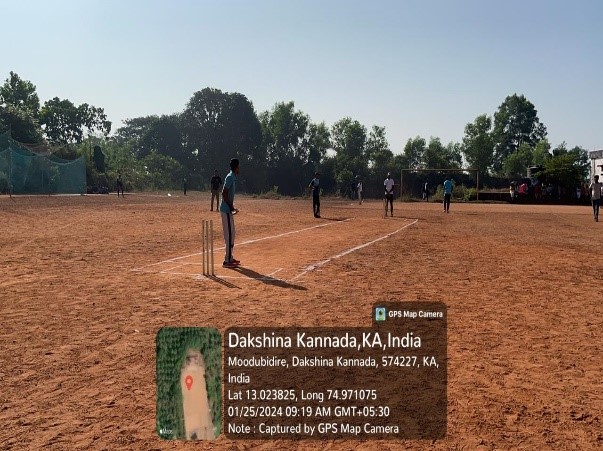 GPS Map Camera
Dakshina Kannada,KA,India
Moodubidire, Dakshina Kannada, 574227, KA,
India
Lat 13.023825, Long 74.971075
01/25/2024 09:19 AM GMT+05:30
Note : Captured by GPS Map Camera